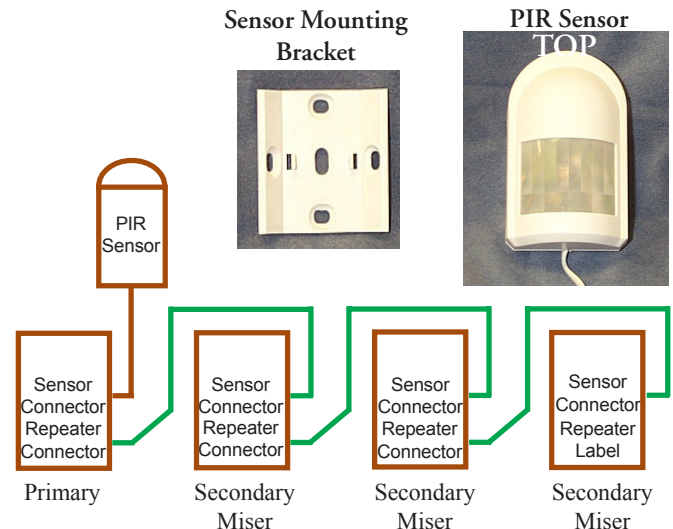 Sensor Mounting
Bracket
PIR Sensor
TOP
PIR
Sensor
Sensor
Connector
Repeater
Connector
Sensor
Connector
Repeater
Connector
Sensor
Connector
Repeater
Connector
Sensor
Connector
Repeater
Label
Primary
Secondary
Miser
Secondary
Miser
Secondary
Miser